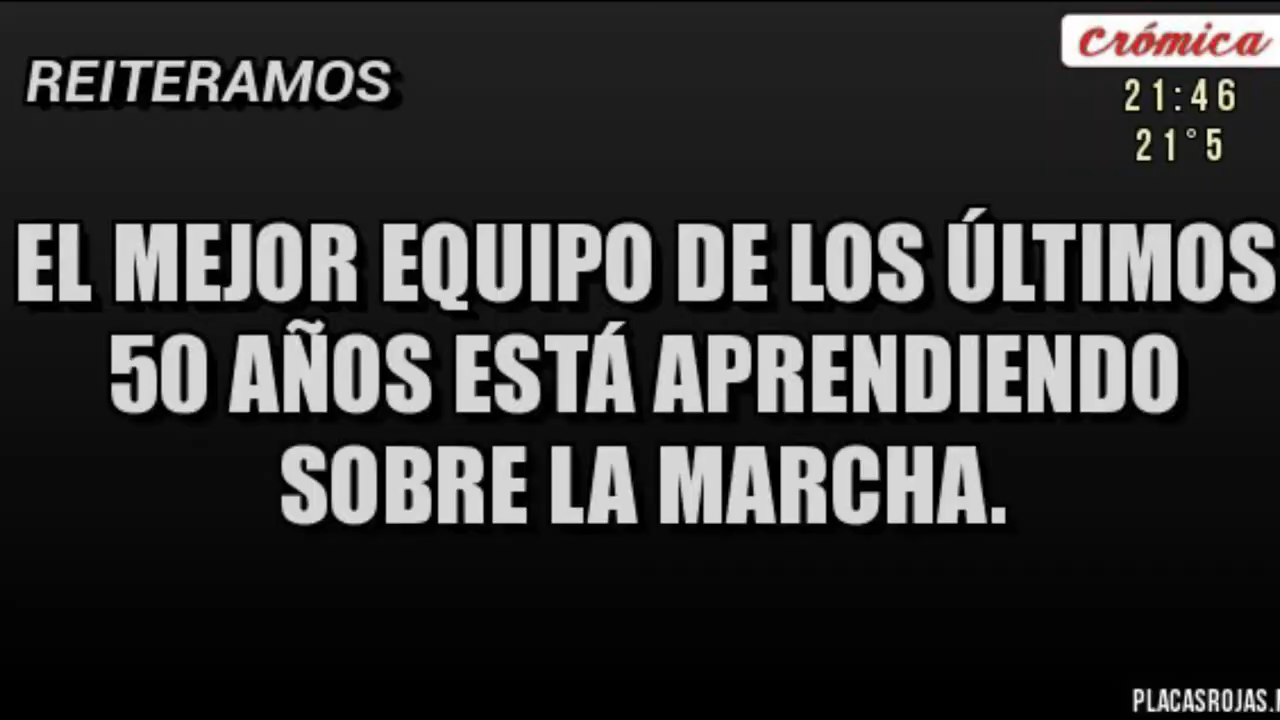 REITERAMOS
Crómica
21:46
21°5
EL MEJOR EQUIPO DE LOS ÚLTIMOS
50 AÑOS ESTÁ APRENDIENDO
SOBRE LA MARCHA.
PLACASROJAS.